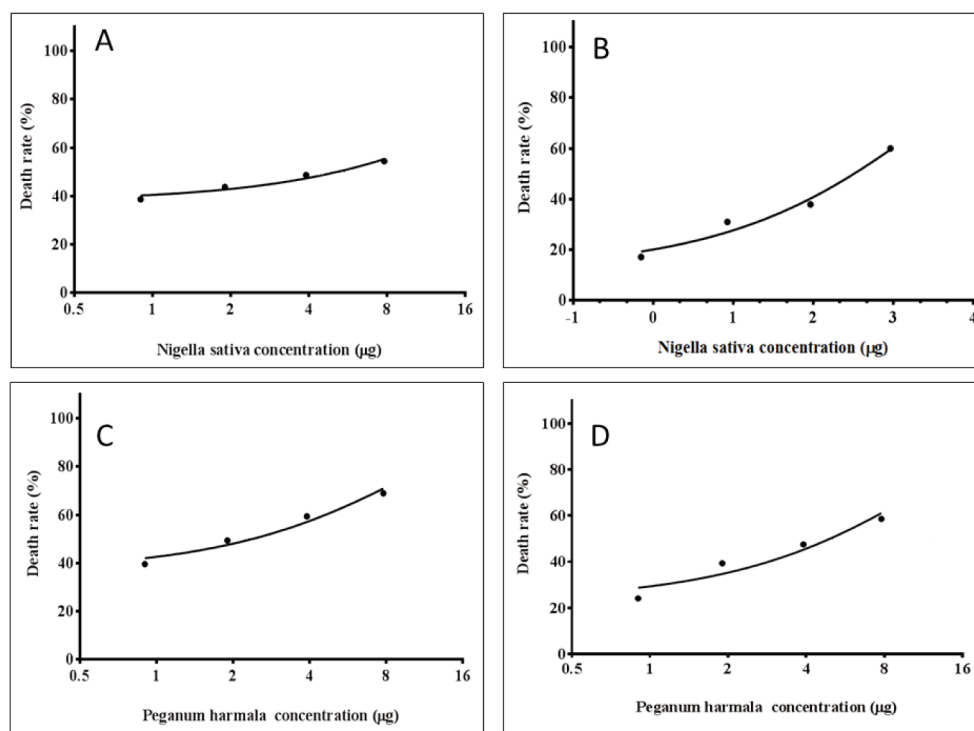 A
Death rate (%)
100
80
60
40
20
0
0.5 1 2 4 8 16
Nigella sativa concentration (µg)
B
Death rate (%)
100
80
60
40
20
0
-1 0 1 2 3 4
Nigella sativa concentration (µg)
C
Death rate (%)
100
80
60
40
20
0
0.5 1 2 4 8 16
Peganum harmala concentration (µg)
D
Death rate (%)
100
80
60
40
20
0
0.5 1 2 4 8 16
Peganum harmala concentration (µg)